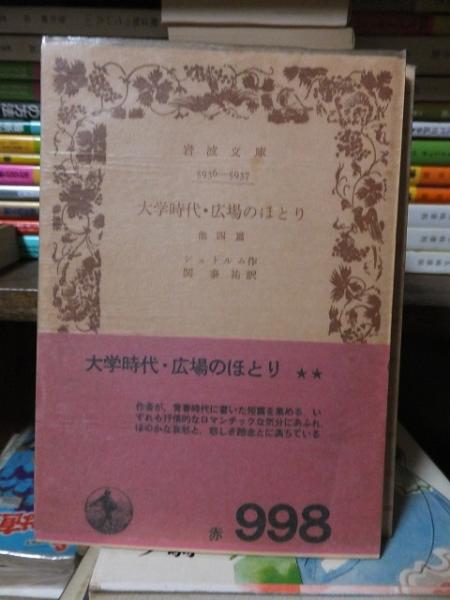 岩波文庫
5936—5937
大学時代・広場のほとり
他四篇
シュトルム作
関泰祐訳
大学時代・広場のほとり ★★
作者が，青春時代に書いた短篇を集める．い
ずれも抒情的なロマンチックな気分にあふれ，
ほのかな哀愁と，悲しき諦念とに満ちている
赤 998